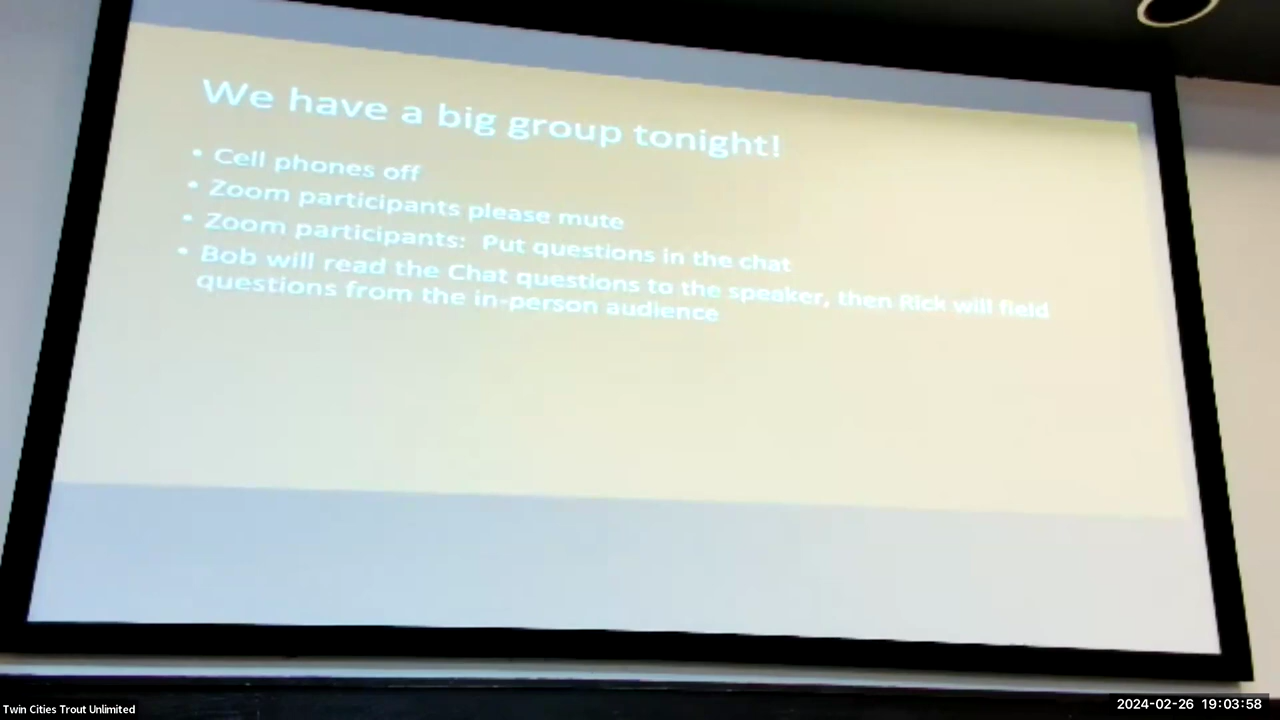 We have a big group tonight!
• Cell phones off
• Zoom participants please mute
• Zoom participants:  Put questions in the chat
• Bob will read the Chat questions to the speaker, then Rick will field
questions from the in-person audience
Twin Cities Trout Unlimited
2024-02-26 19:03:58